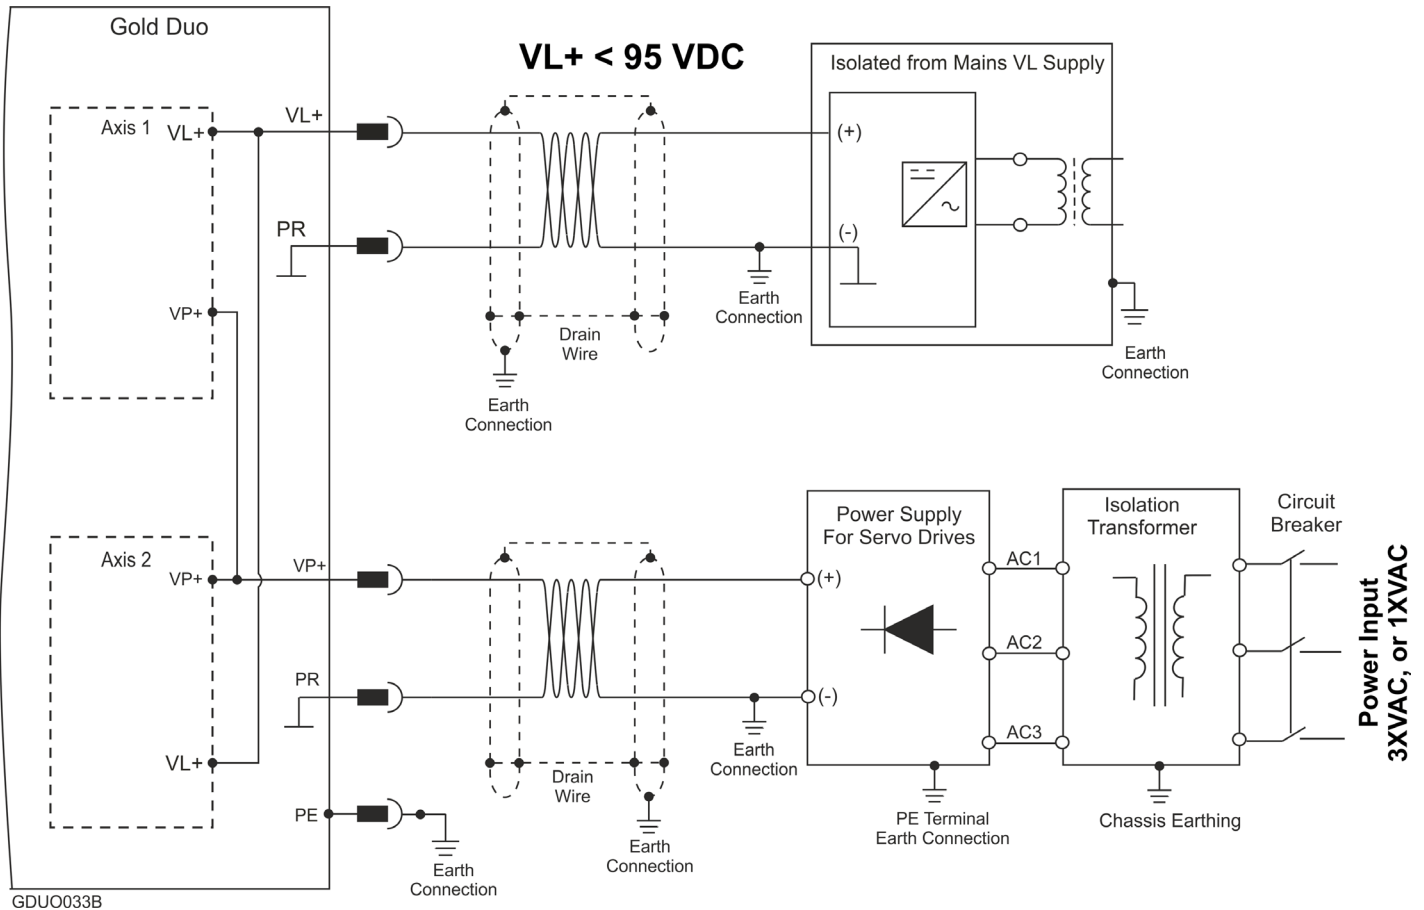 Gold Duo
VL+ < 95 VDC
Isolated from Mains VL Supply
Axis 1
VL+
VL+
(+)
PR
(-)
VP+
Earth
Connection
Drain
Wire
Earth
Connection
Earth
Connection
Axis 2
VP+
VP+
Power Supply
For Servo Drives
(+)
AC1
Isolation
Transformer
Circuit
Breaker
AC2
PR
(-)
Earth
Connection
AC3
VL+
Drain
Wire
PE
Earth
Connection
Earth
Connection
PE Terminal
Earth Connection
Chassis Earthing
Power Input
3XVAC, or 1XVAC
GDUO033B